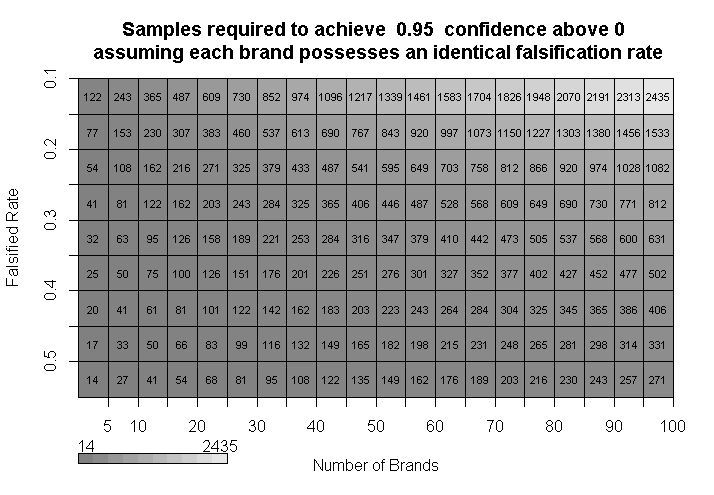 Samples required to achieve 0.95 confidence above 0
assuming each brand possesses an identical falsification rate
0.1
122 243 365 487 609 730 852 974 1096 1217 1339 1461 1583 1704 1826 1948 2070 2191 2313 2435
77 153 230 307 383 460 537 613 690 767 843 920 997 1073 1150 1227 1303 1380 1456 1533
0.2
54 108 162 216 271 325 379 433 487 541 595 649 703 758 812 866 920 974 1028 1082
41 81 122 162 203 243 284 325 365 406 446 487 528 568 609 649 690 730 771 812
0.3
32 63 95 126 158 189 221 253 284 316 347 379 410 442 473 505 537 568 600 631
25 50 75 100 126 151 176 201 226 251 276 301 327 352 377 402 427 452 477 502
0.4
20 41 61 81 101 122 142 162 183 203 223 243 264 284 304 325 345 365 386 406
17 33 50 66 83 99 116 132 149 165 182 198 215 231 248 265 281 298 314 331
0.5
14 27 41 54 68 81 95 108 122 135 149 162 176 189 203 216 230 243 257 271
Falsified Rate
5 10 20 30 40 50 60 70 80 90 100
14 2435
Number of Brands